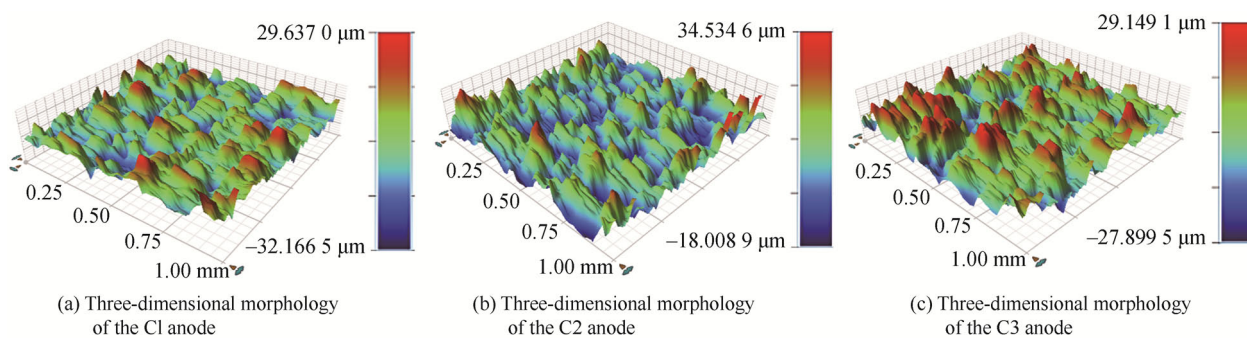 29.637 0 μm
0.25
0.50
0.75
1.00 mm
–32.166 5 μm
(a) Three-dimensional morphology
of the Cl anode
34.534 6 μm
0.25
0.50
0.75
1.00 mm
–18.008 9 μm
(b) Three-dimensional morphology
of the C2 anode
29.149 1 μm
0.25
0.50
0.75
1.00 mm
–27.899 5 μm
(c) Three-dimensional morphology
of the C3 anode